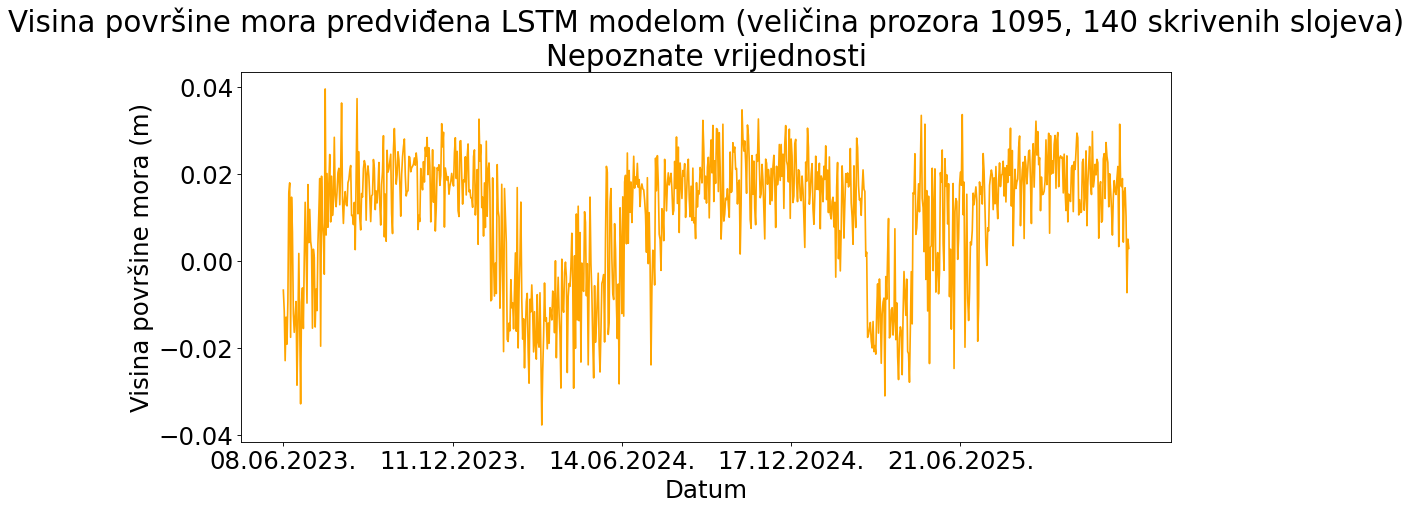 Visina površine mora predviđena LSTM modelom (veličina prozora 1095, 140 skrivenih slojeva)
Nepoznate vrijednosti
Visina površine mora (m)
0.04
0.02
0.00
−0.02
−0.04
08.06.2023. 11.12.2023. 14.06.2024. 17.12.2024. 21.06.2025.
Datum